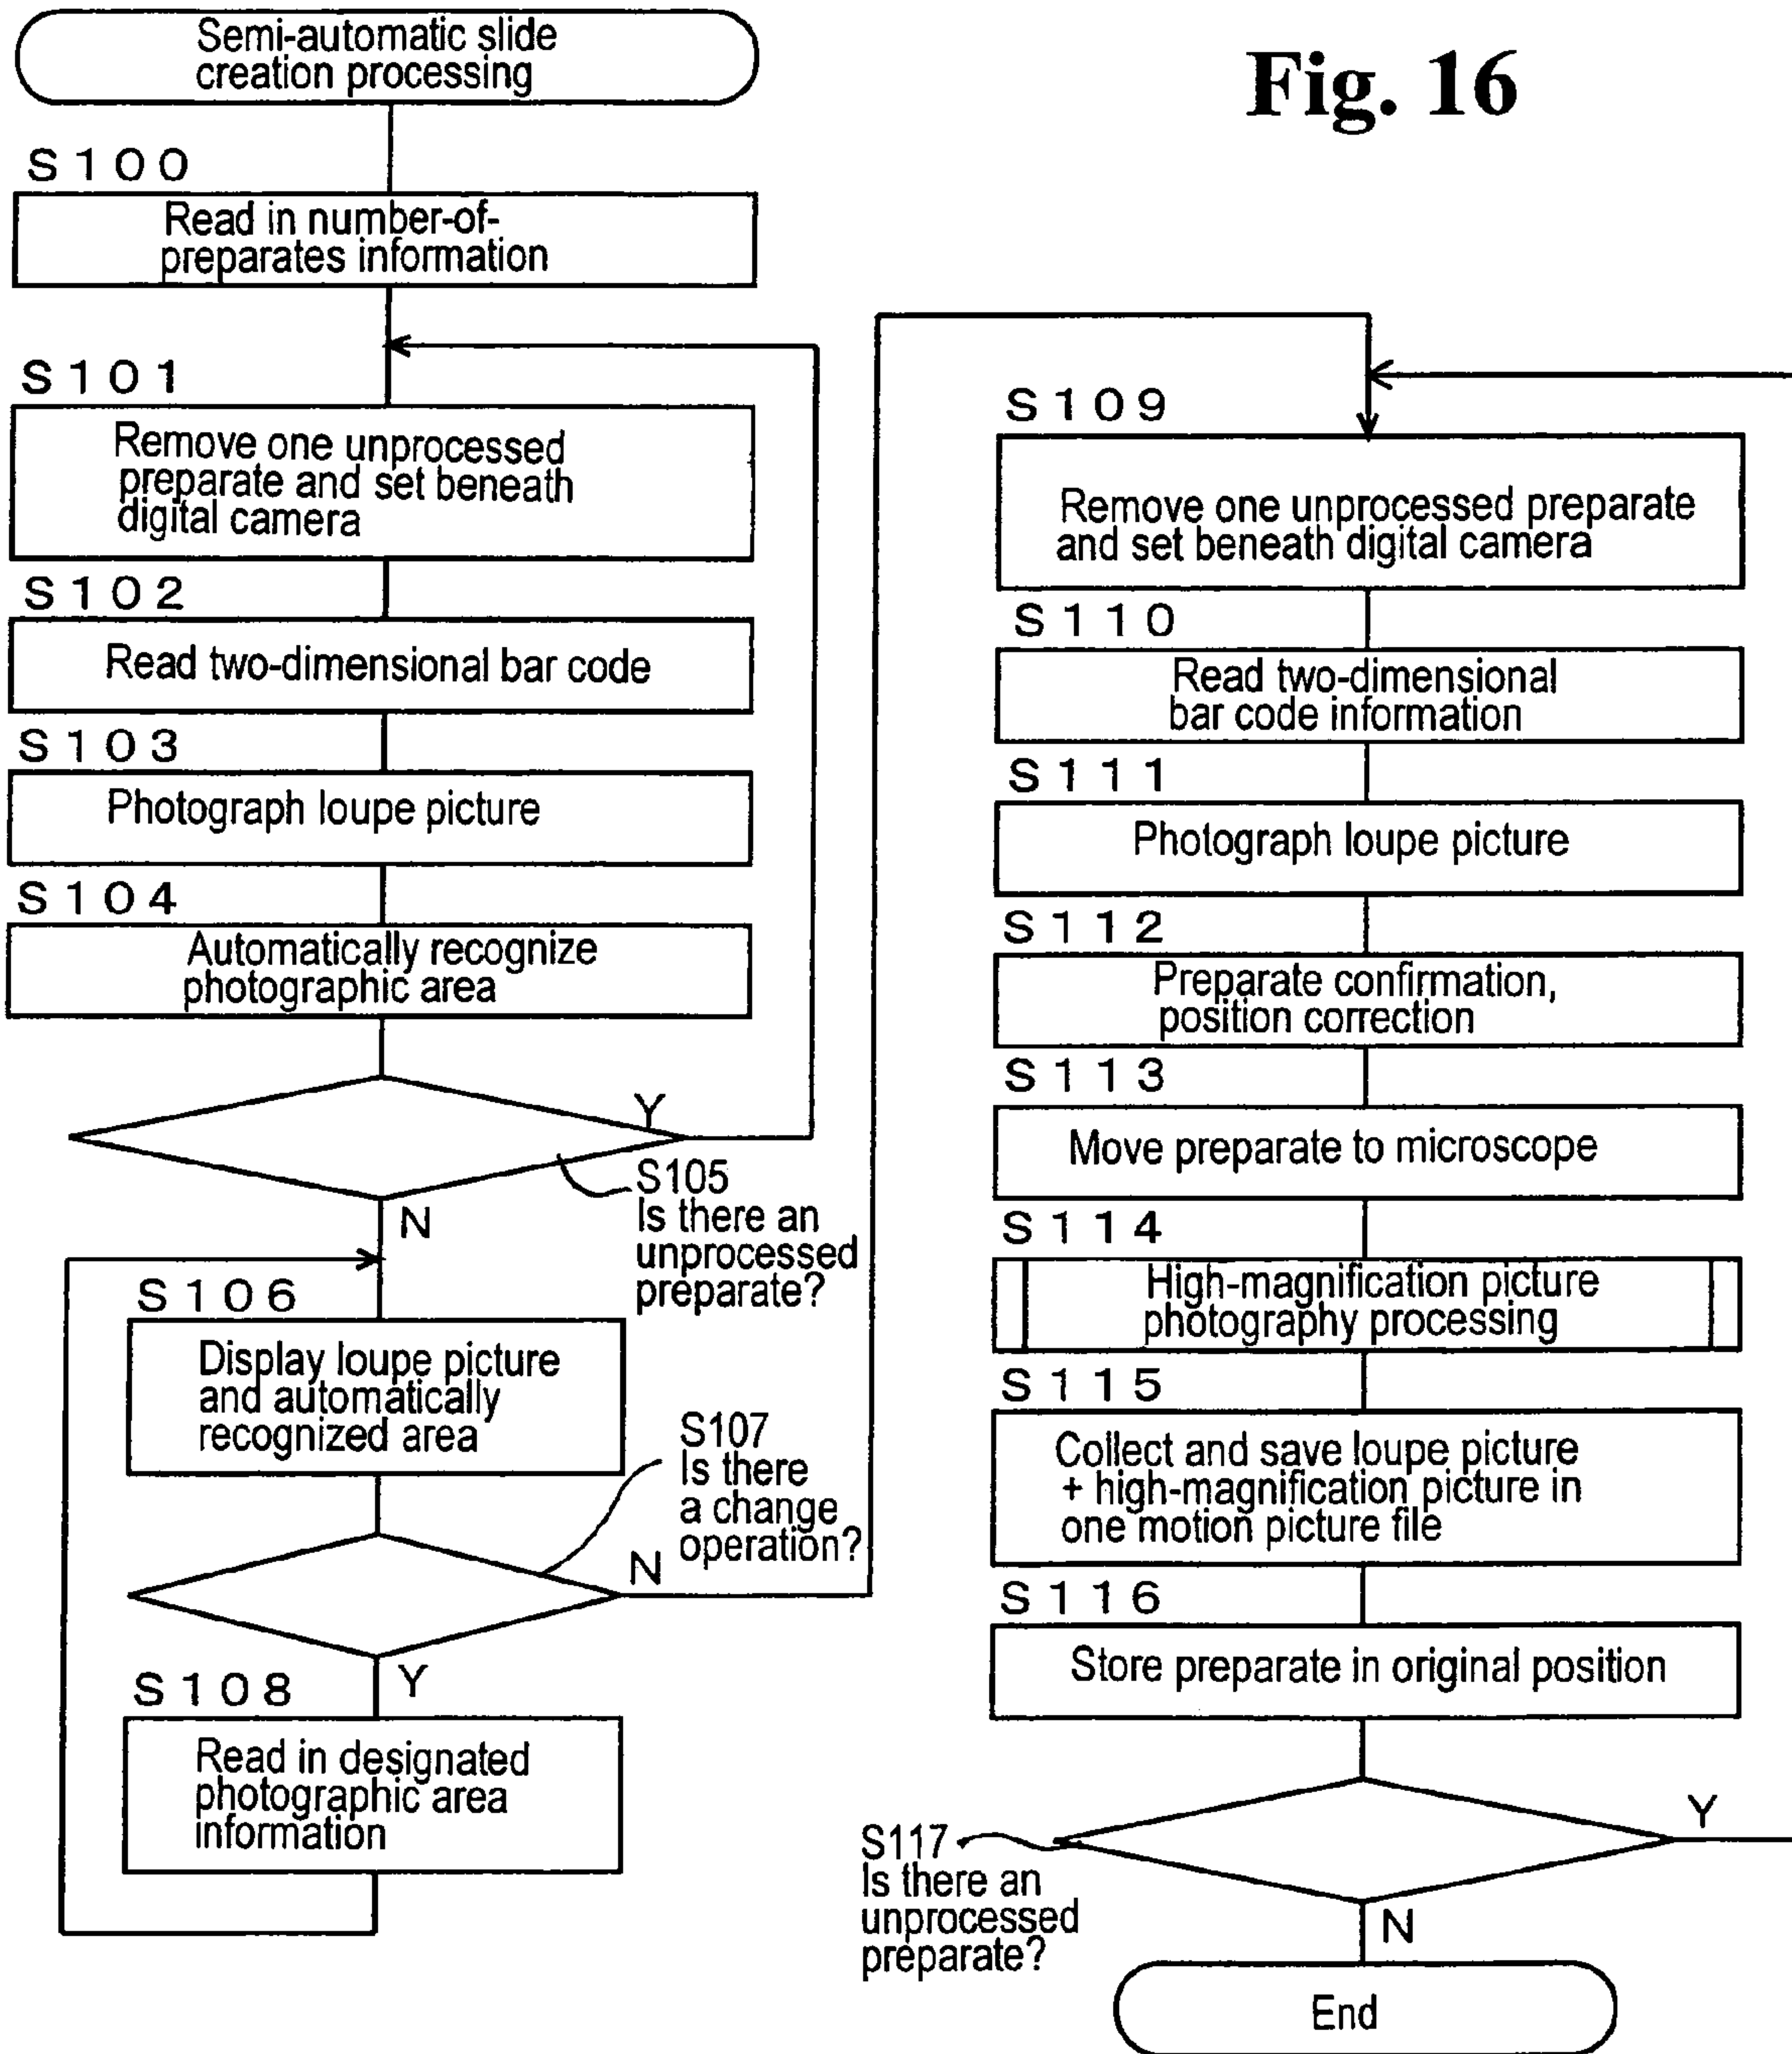 Fig. 16
Semi-automatic slide
creation processing
S100
Read in number-of-
preparates information
S101
Remove one unprocessed
preparate and set beneath
digital camera
S102
Read two-dimensional bar code
S103
Photograph loupe picture
S104
Automatically recognize
photographic area
Y
S105
Is there an
unprocessed
preparate?
N
S106
Display loupe picture
and automatically
recognized area
S107
Is there
a change
operation?
N
Y
S108
Read in designated
photographic area
information
S109
Remove one unprocessed preparate
and set beneath digital camera
S110
Read two-dimensional
bar code information
S111
Photograph loupe picture
S112
Preparate confirmation,
position correction
S113
Move preparate to microscope
S114
High-magnification picture
photography processing
S115
Collect and save loupe picture
+ high-magnification picture in
one motion picture file
S116
Store preparate in original position
Y
S117
Is there an
unprocessed
preparate?
N
End